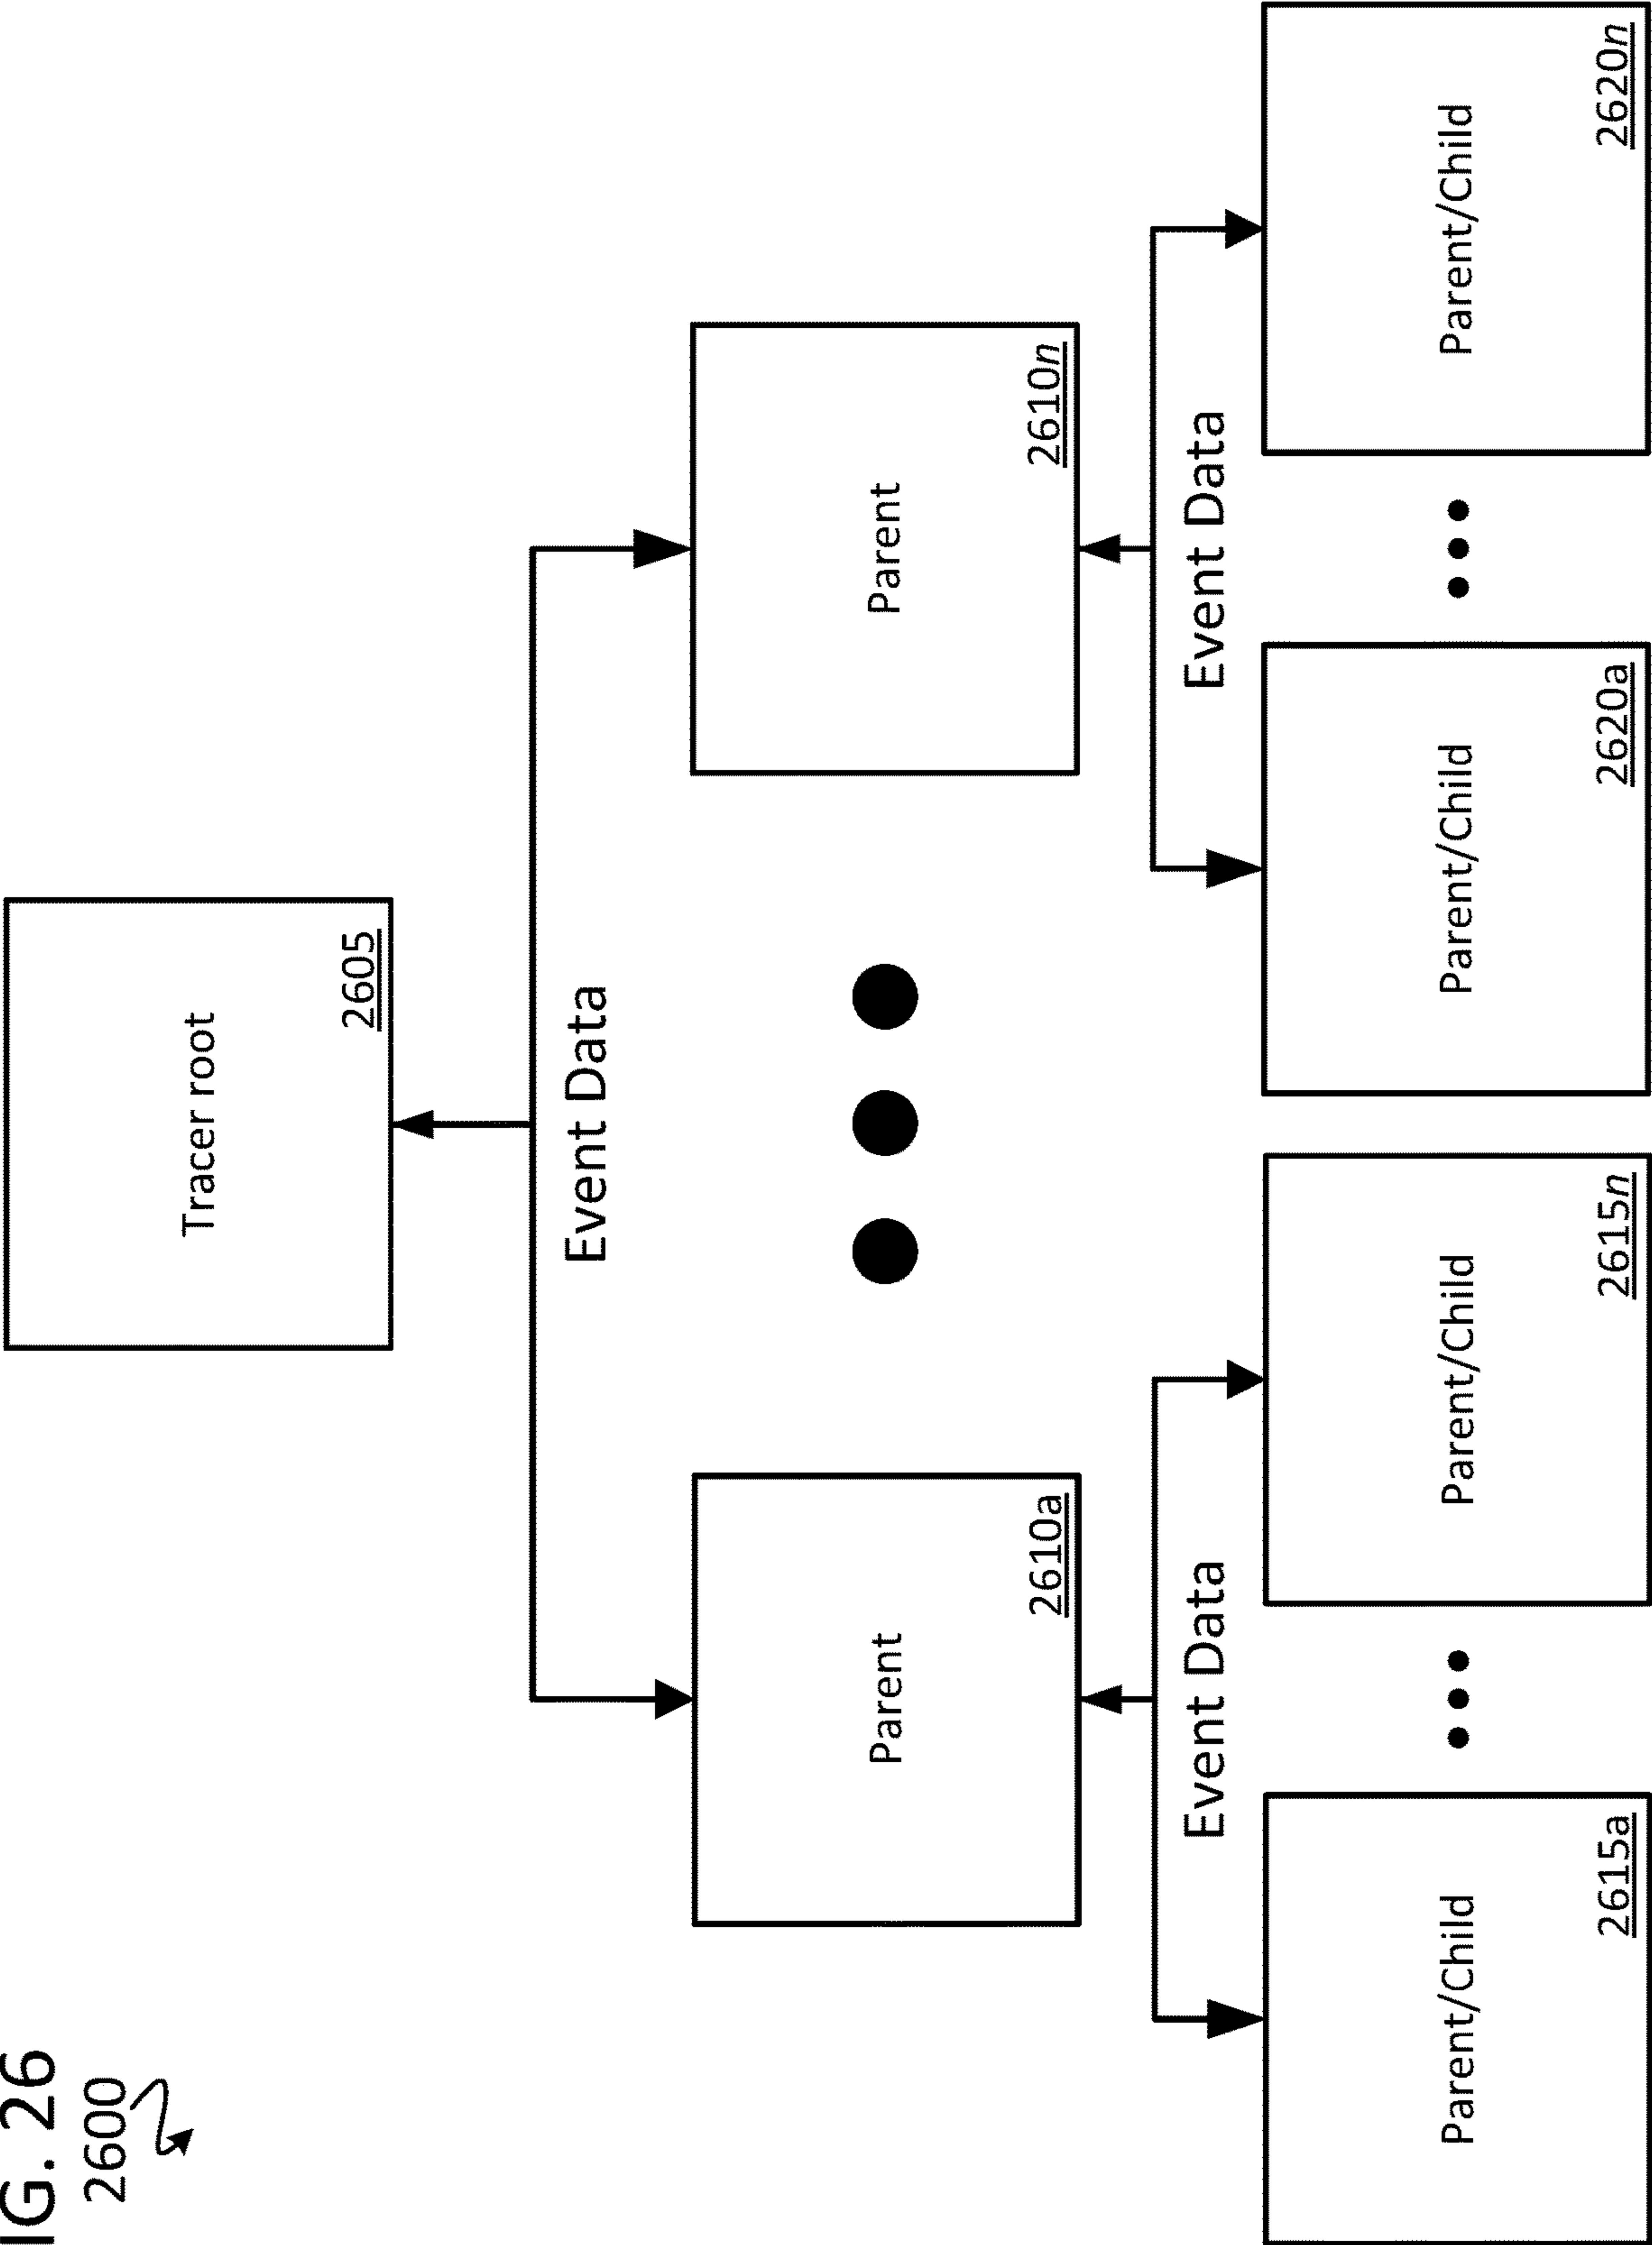 IG. 26
2600
Tracer root
2605
Event Data
Parent
2610a
Parent
2610n
Event Data
Event Data
Parent/Child
2615a
Parent/Child
2615n
Parent/Child
2620a
Parent/Child
2620n